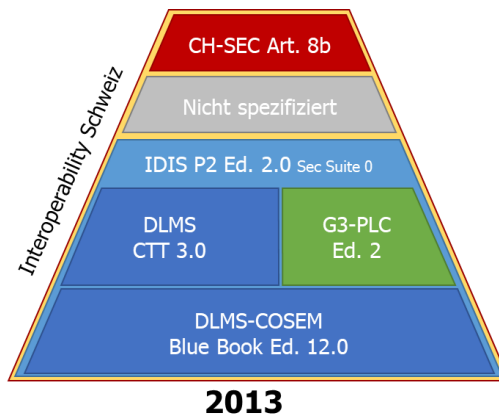 CH-SEC Art. 8b
Nicht spezifiziert
Interoperability Schweiz
IDIS P2 Ed. 2.0 Sec Suite 0
DLMS
CTT 3.0
G3-PLC
Ed. 2
DLMS-COSEM
Blue Book Ed. 12.0
2013